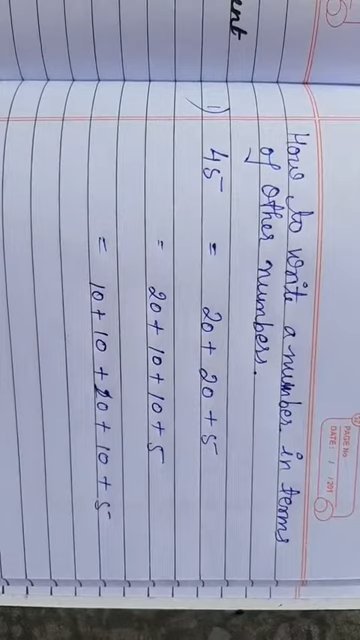 ent
PAGE No
DATE: / / 201
How to write a number in terms
of other numbers.
1) 45 = 20 + 20 + 5
= 20 + 10 + 10 + 5
= 10 + 10 + 10 + 10 + 5